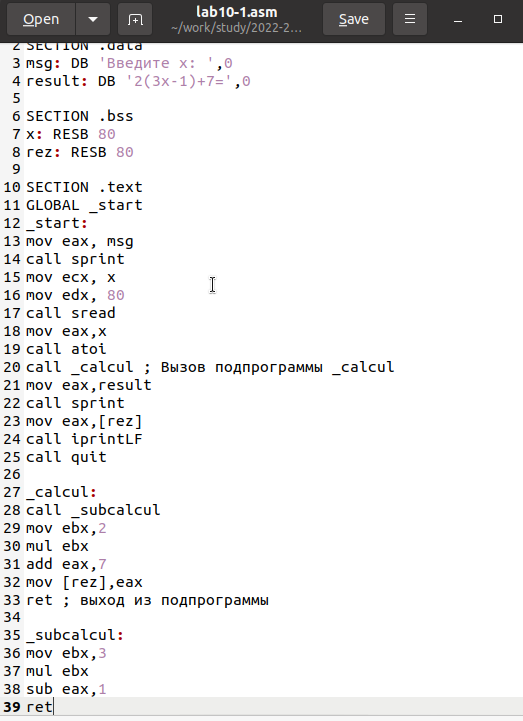 Open
lab10-1.asm
~/work/study/2022-2...
Save
2 SECTION .data
3 msg: DB 'Введите x: ',0
4 result: DB '2(3x-1)+7=',0
5
6 SECTION .bss
7 x: RESB 80
8 rez: RESB 80
9
10 SECTION .text
11 GLOBAL _start
12 _start:
13 mov eax, msg
14 call sprint
15 mov ecx, x
16 mov edx, 80
17 call sread
18 mov eax,x
19 call atoi
20 call _calcul ; Вызов подпрограммы _calcul
21 mov eax,result
22 call sprint
23 mov eax,[rez]
24 call iprintLF
25 call quit
26
27 _calcul:
28 call _subcalcul
29 mov ebx,2
30 mul ebx
31 add eax,7
32 mov [rez],eax
33 ret ; выход из подпрограммы
34
35 _subcalcul:
36 mov ebx,3
37 mul ebx
38 sub eax,1
39 ret